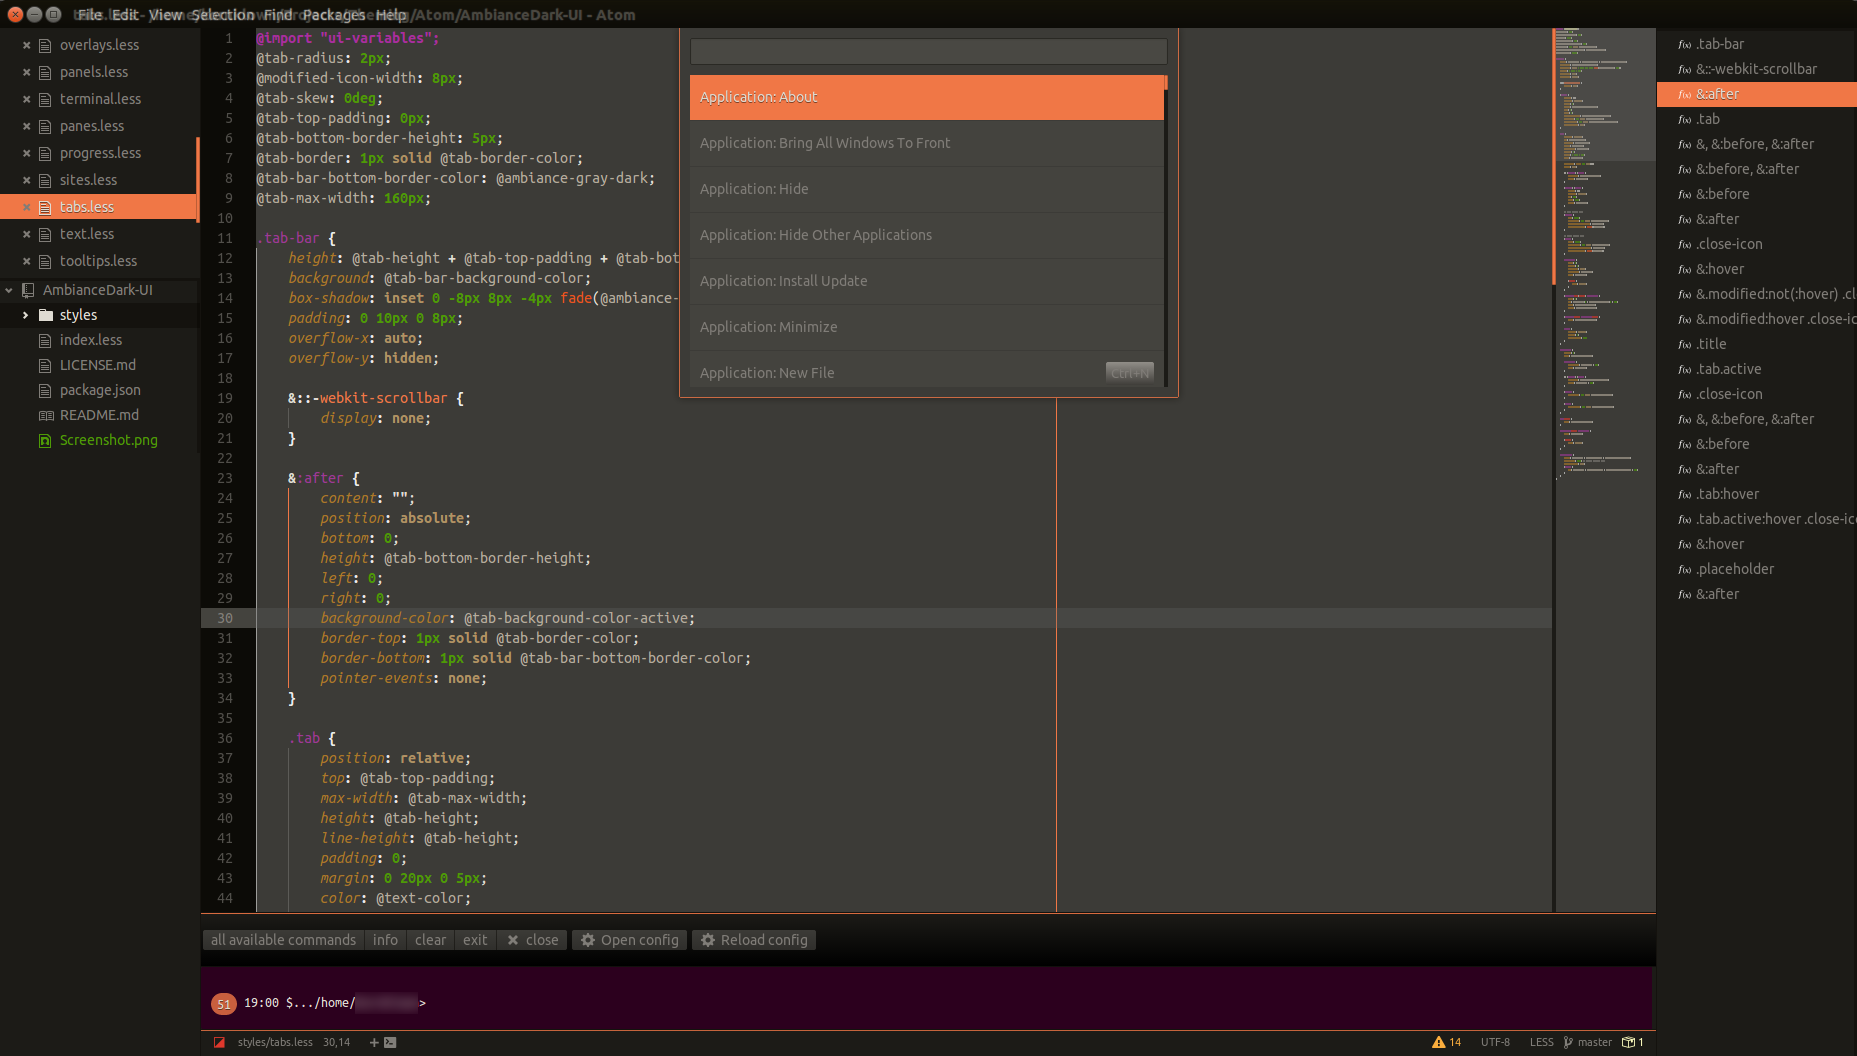 File Edit View Selection Find Packages Help
/Atom/AmbianceDark-UI - Atom
overlays.less
panels.less
terminal.less
panes.less
progress.less
sites.less
tabs.less
text.less
tooltips.less
AmbianceDark-UI
styles
index.less
LICENSE.md
package.json
README.md
Screenshot.png
1 @import "ui-variables";
2 @tab-radius: 2px;
3 @modified-icon-width: 8px;
4 @tab-skew: 0deg;
5 @tab-top-padding: 0px;
6 @tab-bottom-border-height: 5px;
7 @tab-border: 1px solid @tab-border-color;
8 @tab-bar-bottom-border-color: @ambiance-gray-dark;
9 @tab-max-width: 160px;
10
11 .tab-bar {
12 height: @tab-height + @tab-top-padding + @tab-bot
13 background: @tab-bar-background-color;
14 box-shadow: inset 0 -8px 8px -4px fade(@ambiance-
15 padding: 0 10px 0 8px;
16 overflow-x: auto;
17 overflow-y: hidden;
18
19 &::-webkit-scrollbar {
20 display: none;
21 }
22
23 &:after {
24 content: "";
25 position: absolute;
26 bottom: 0;
27 height: @tab-bottom-border-height;
28 left: 0;
29 right: 0;
30 background-color: @tab-background-color-active;
31 border-top: 1px solid @tab-border-color;
32 border-bottom: 1px solid @tab-bar-bottom-border-color;
33 pointer-events: none;
34 }
35
36 .tab {
37 position: relative;
38 top: @tab-top-padding;
39 max-width: @tab-max-width;
40 height: @tab-height;
41 line-height: @tab-height;
42 padding: 0;
43 margin: 0 20px 0 5px;
44 color: @text-color;
Application: About
Application: Bring All Windows To Front
Application: Hide
Application: Hide Other Applications
Application: Install Update
Application: Minimize
Application: New File Ctrl+N
f(x) .tab-bar
f(x) &::-webkit-scrollbar
f(x) &:after
f(x) .tab
f(x) &, &:before, &:after
f(x) &:before, &:after
f(x) &:before
f(x) &:after
f(x) .close-icon
f(x) &:hover
f(x) &.modified:not(:hover) .cl
f(x) &.modified:hover .close-ic
f(x) .title
f(x) .tab.active
f(x) .close-icon
f(x) &, &:before, &:after
f(x) &:before
f(x) &:after
f(x) .tab:hover
f(x) .tab.active:hover .close-ic
f(x) &:hover
f(x) .placeholder
f(x) &:after
all available commands info clear exit close Open config Reload config
51 19:00 $.../home/ >
styles/tabs.less 30,14 + 14 UTF-8 LESS master 1